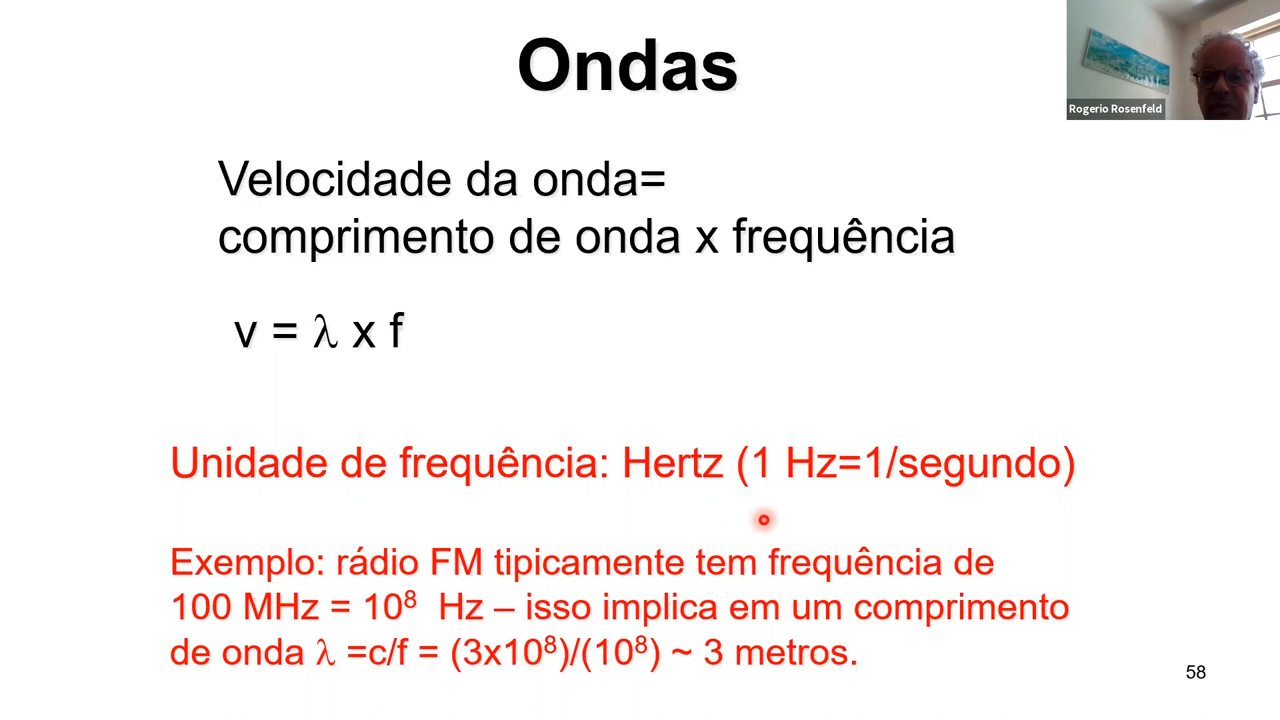 Ondas
Rogerio Rosenfeld
Velocidade da onda=
comprimento de onda x frequência
v = λ x f
Unidade de frequência: Hertz (1 Hz=1/segundo)
Exemplo: rádio FM tipicamente tem frequência de
100 MHz = 10⁸ Hz – isso implica em um comprimento
de onda λ =c/f = (3x10⁸)/(10⁸) ~ 3 metros.
58